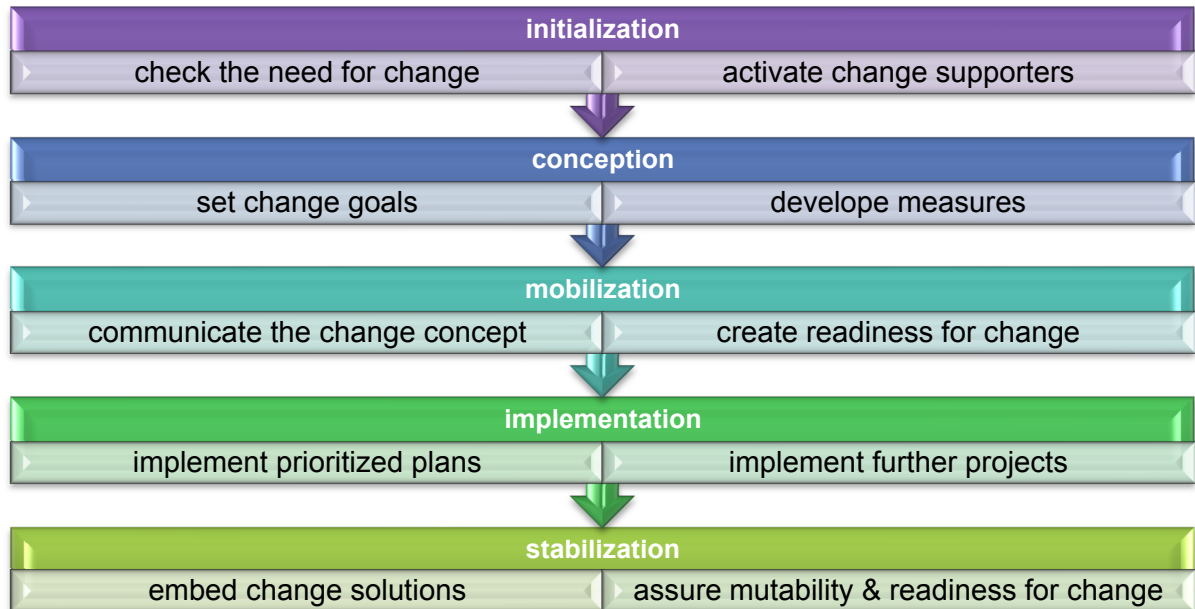 initialization
check the need for change
activate change supporters
conception
set change goals
develope measures
mobilization
communicate the change concept
create readiness for change
implementation
implement prioritized plans
implement further projects
stabilization
embed change solutions
assure mutability & readiness for change